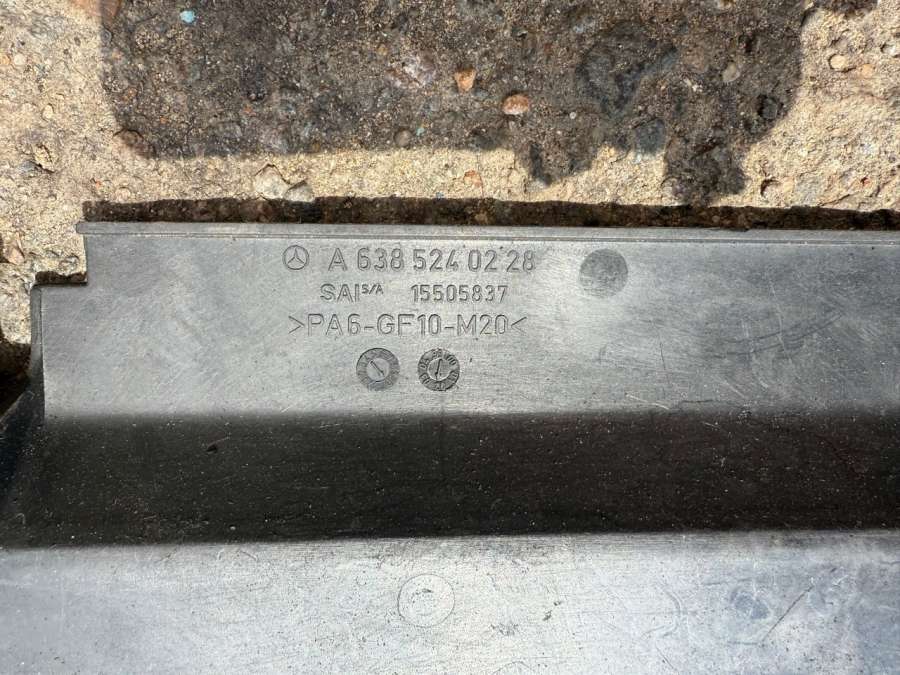 A 638 524 02 28
SAI S/A 15505837
>PA6-GF10-M20<